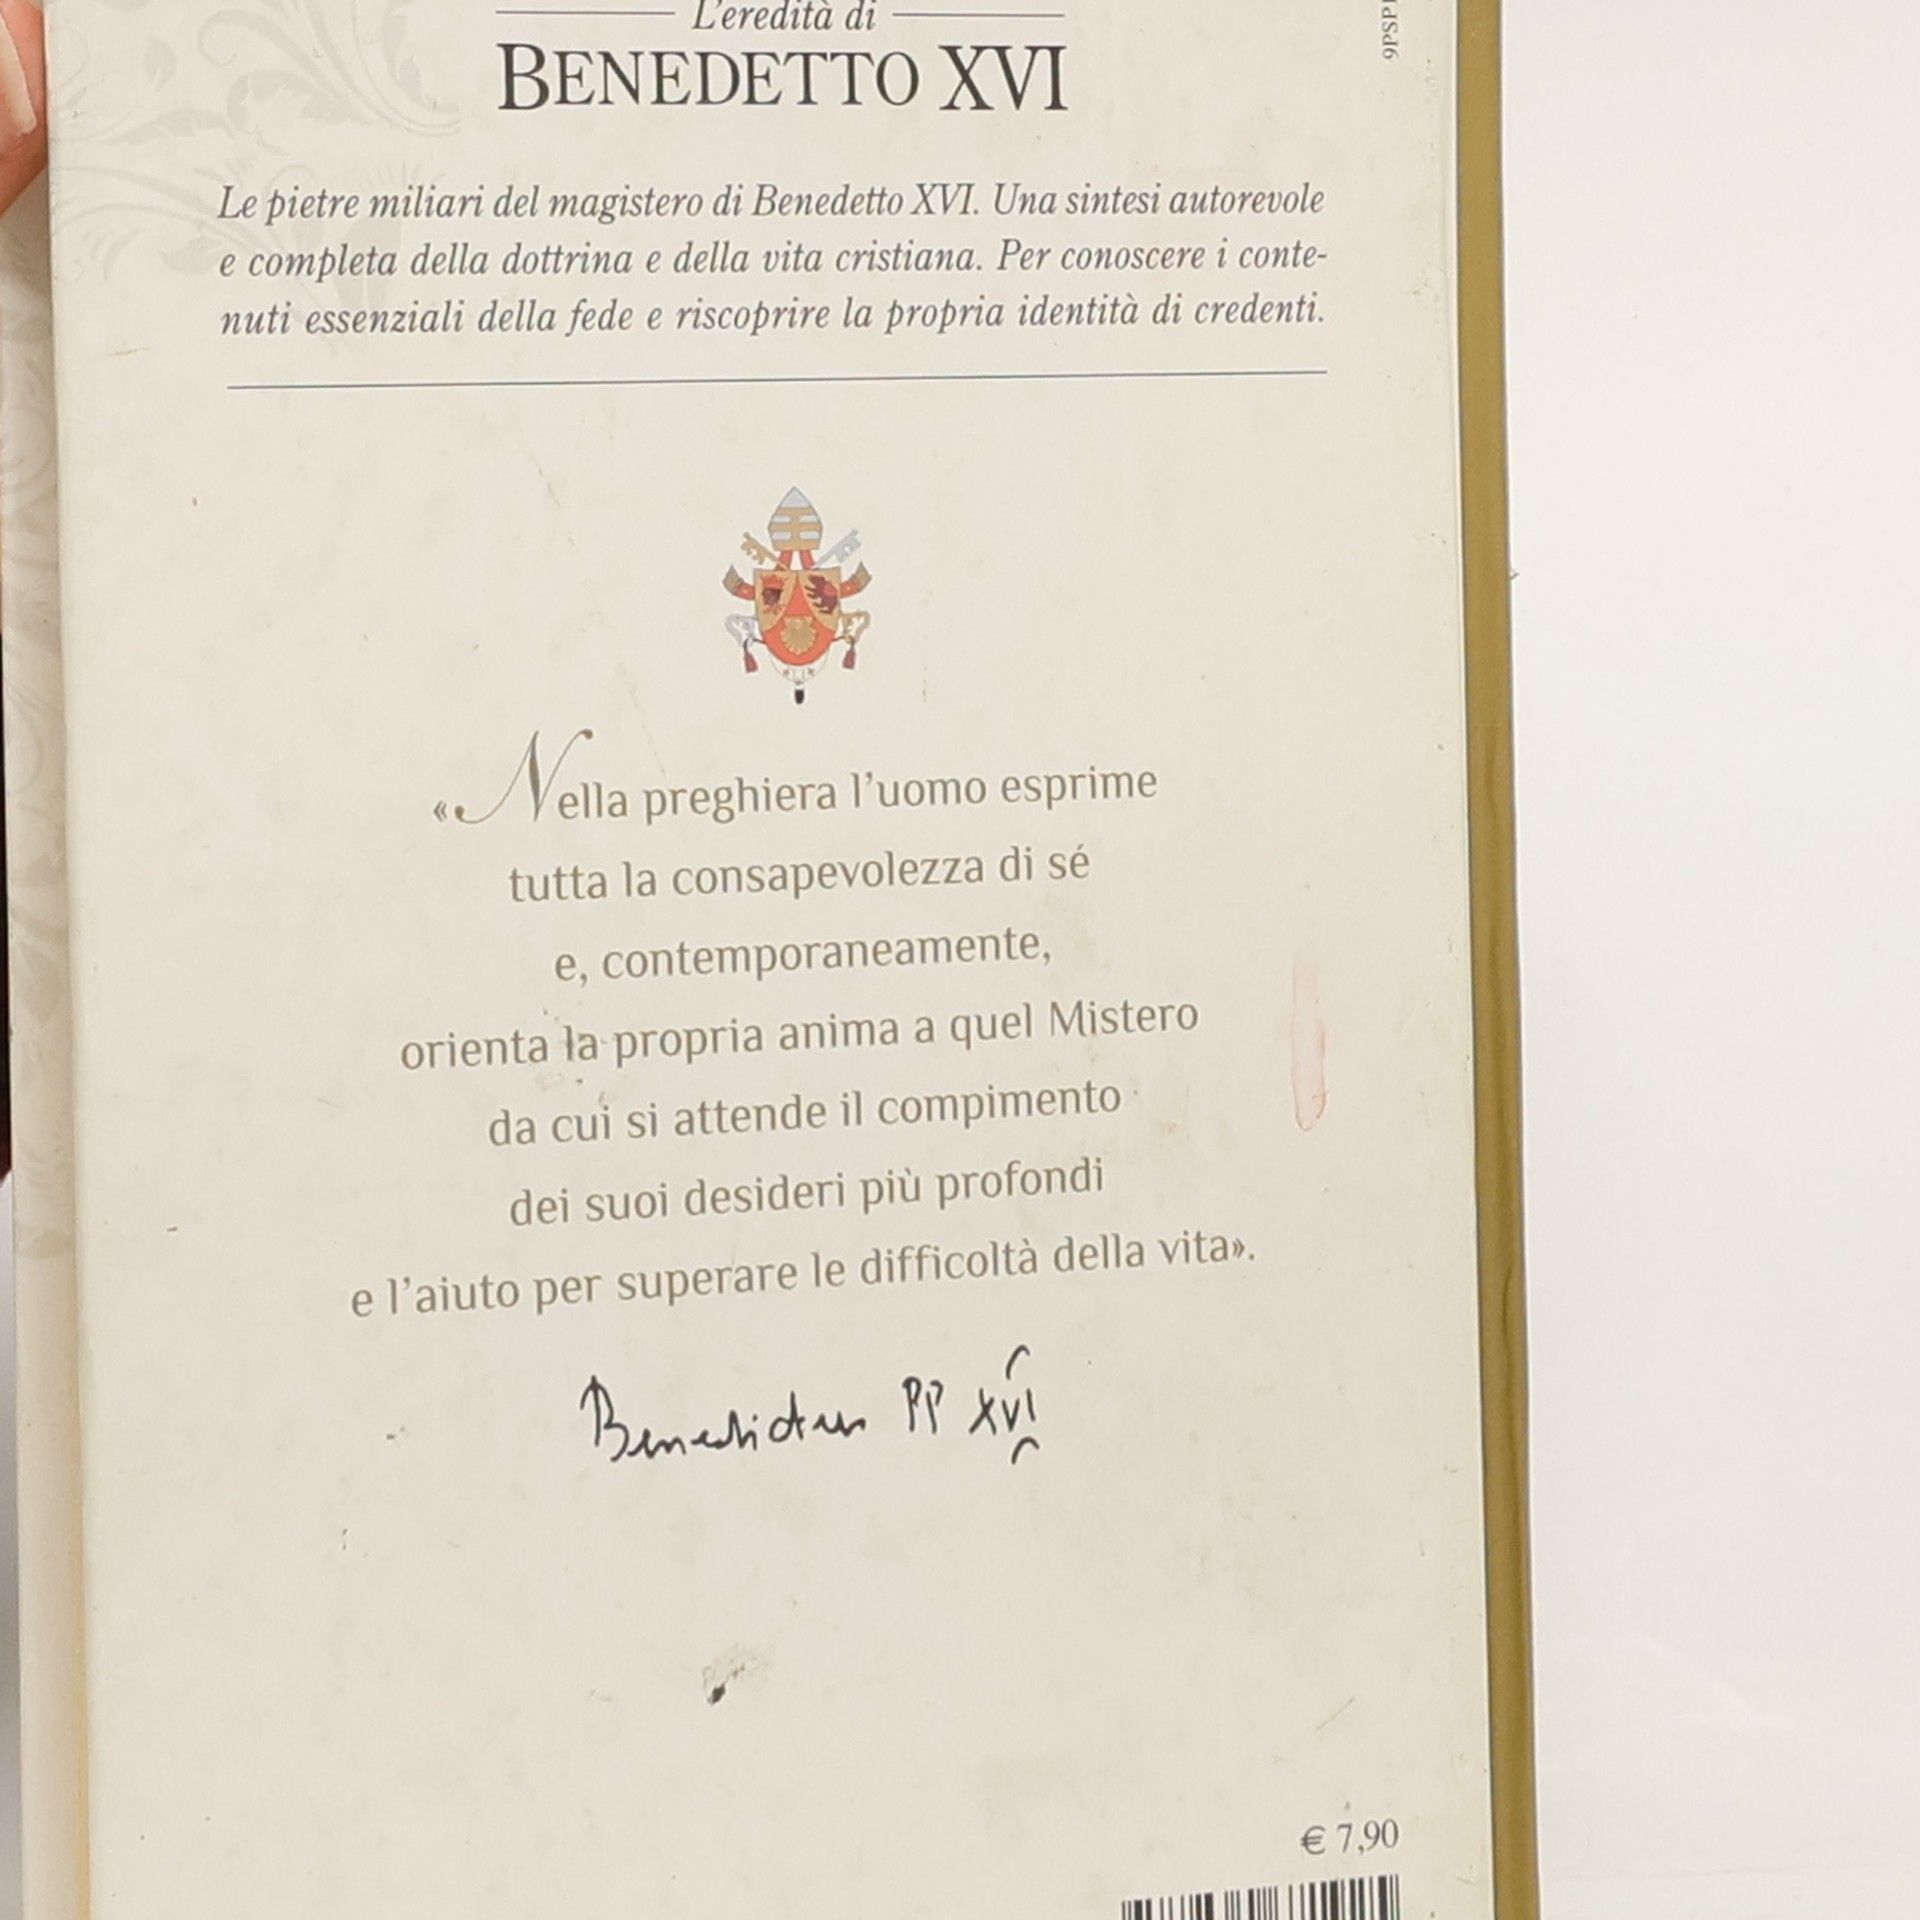 L'eredità di
BENEDETTO XVI
Le pietre miliari del magistero di Benedetto XVI. Una sintesi autorevole
e completa della dottrina e della vita cristiana. Per conoscere i conte-
nuti essenziali della fede e riscoprire la propria identità di credenti.
«Nella preghiera l'uomo esprime
tutta la consapevolezza di sé
e, contemporaneamente,
orienta la propria anima a quel Mistero
da cui si attende il compimento
dei suoi desideri più profondi
e l'aiuto per superare le difficoltà della vita».
Benedictus PP XVI
€ 7,90